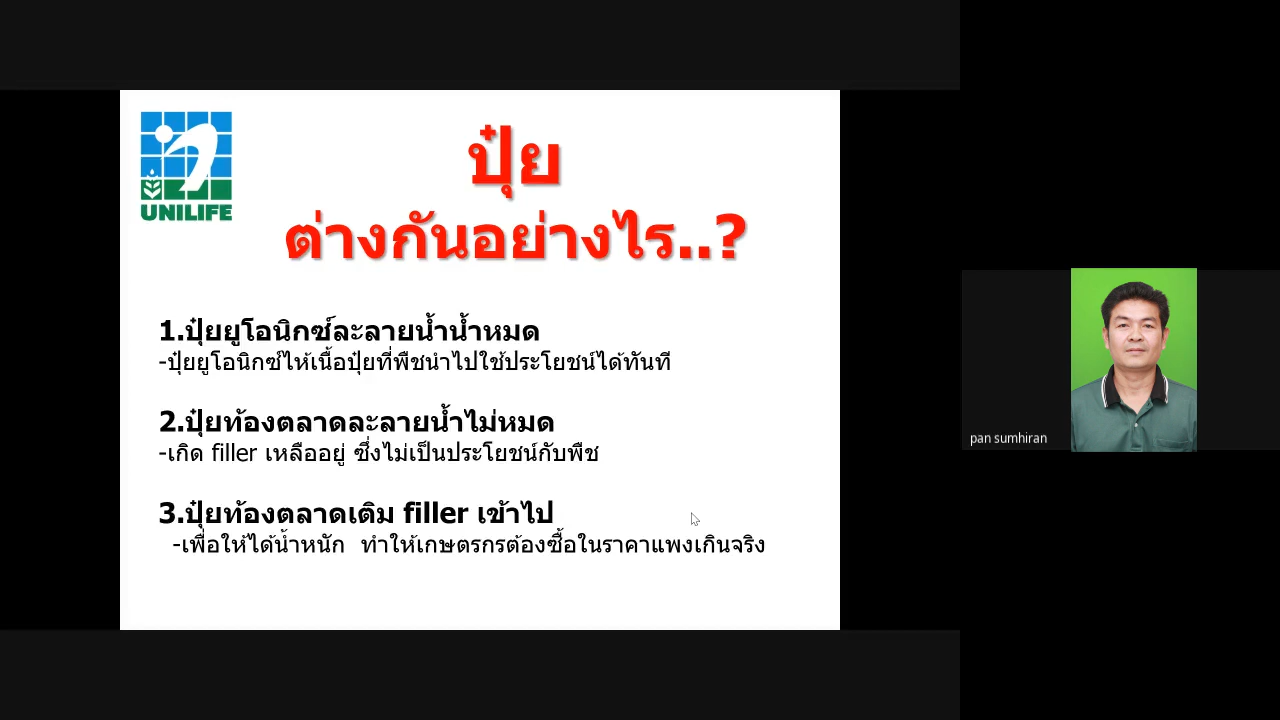 UNILIFE
ปุ๋ย
ต่างกันอย่างไร..?
1.ปุ๋ยยูโอนิกซ์ละลายน้ำน้ำหมด
-ปุ๋ยยูโอนิกซ์ไห้เนื้อปุ๋ยที่พืชนำไปใช้ประโยชน์ได้ทันที
2.ปุ๋ยท้องตลาดละลายน้ำไม่หมด
-เกิด filler เหลืออยู่ ซึ่งไม่เป็นประโยชน์กับพืช
3.ปุ๋ยท้องตลาดเติม filler เข้าไป
-เพื่อให้ได้น้ำหนัก ทำให้เกษตรกรต้องซื้อในราคาแพงเกินจริง
pan sumhiran